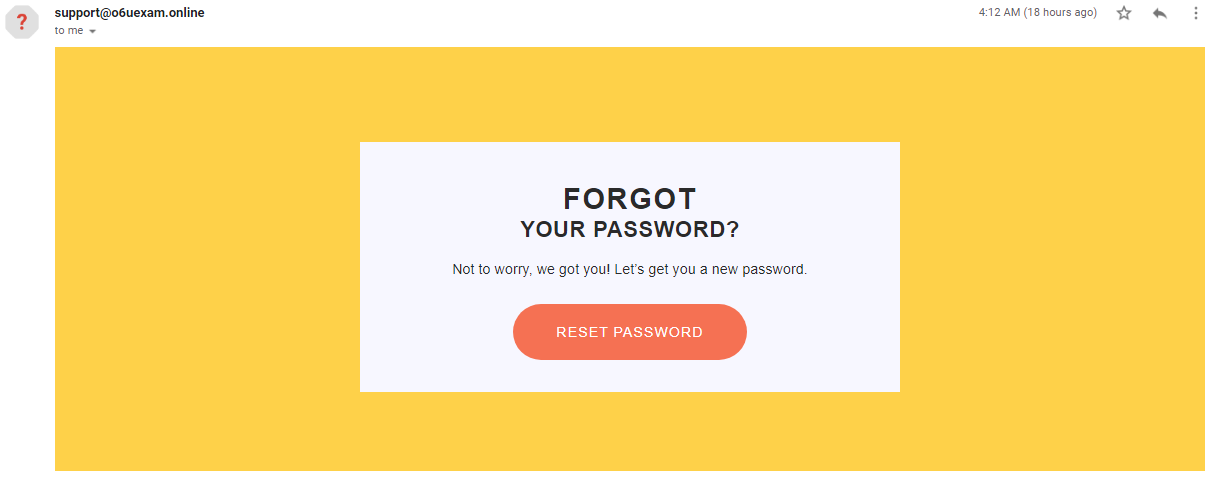 ?
support@o6uexam.online
4:12 AM (18 hours ago)
to me
FORGOT
YOUR PASSWORD?
Not to worry, we got you! Let’s get you a new password.
RESET PASSWORD